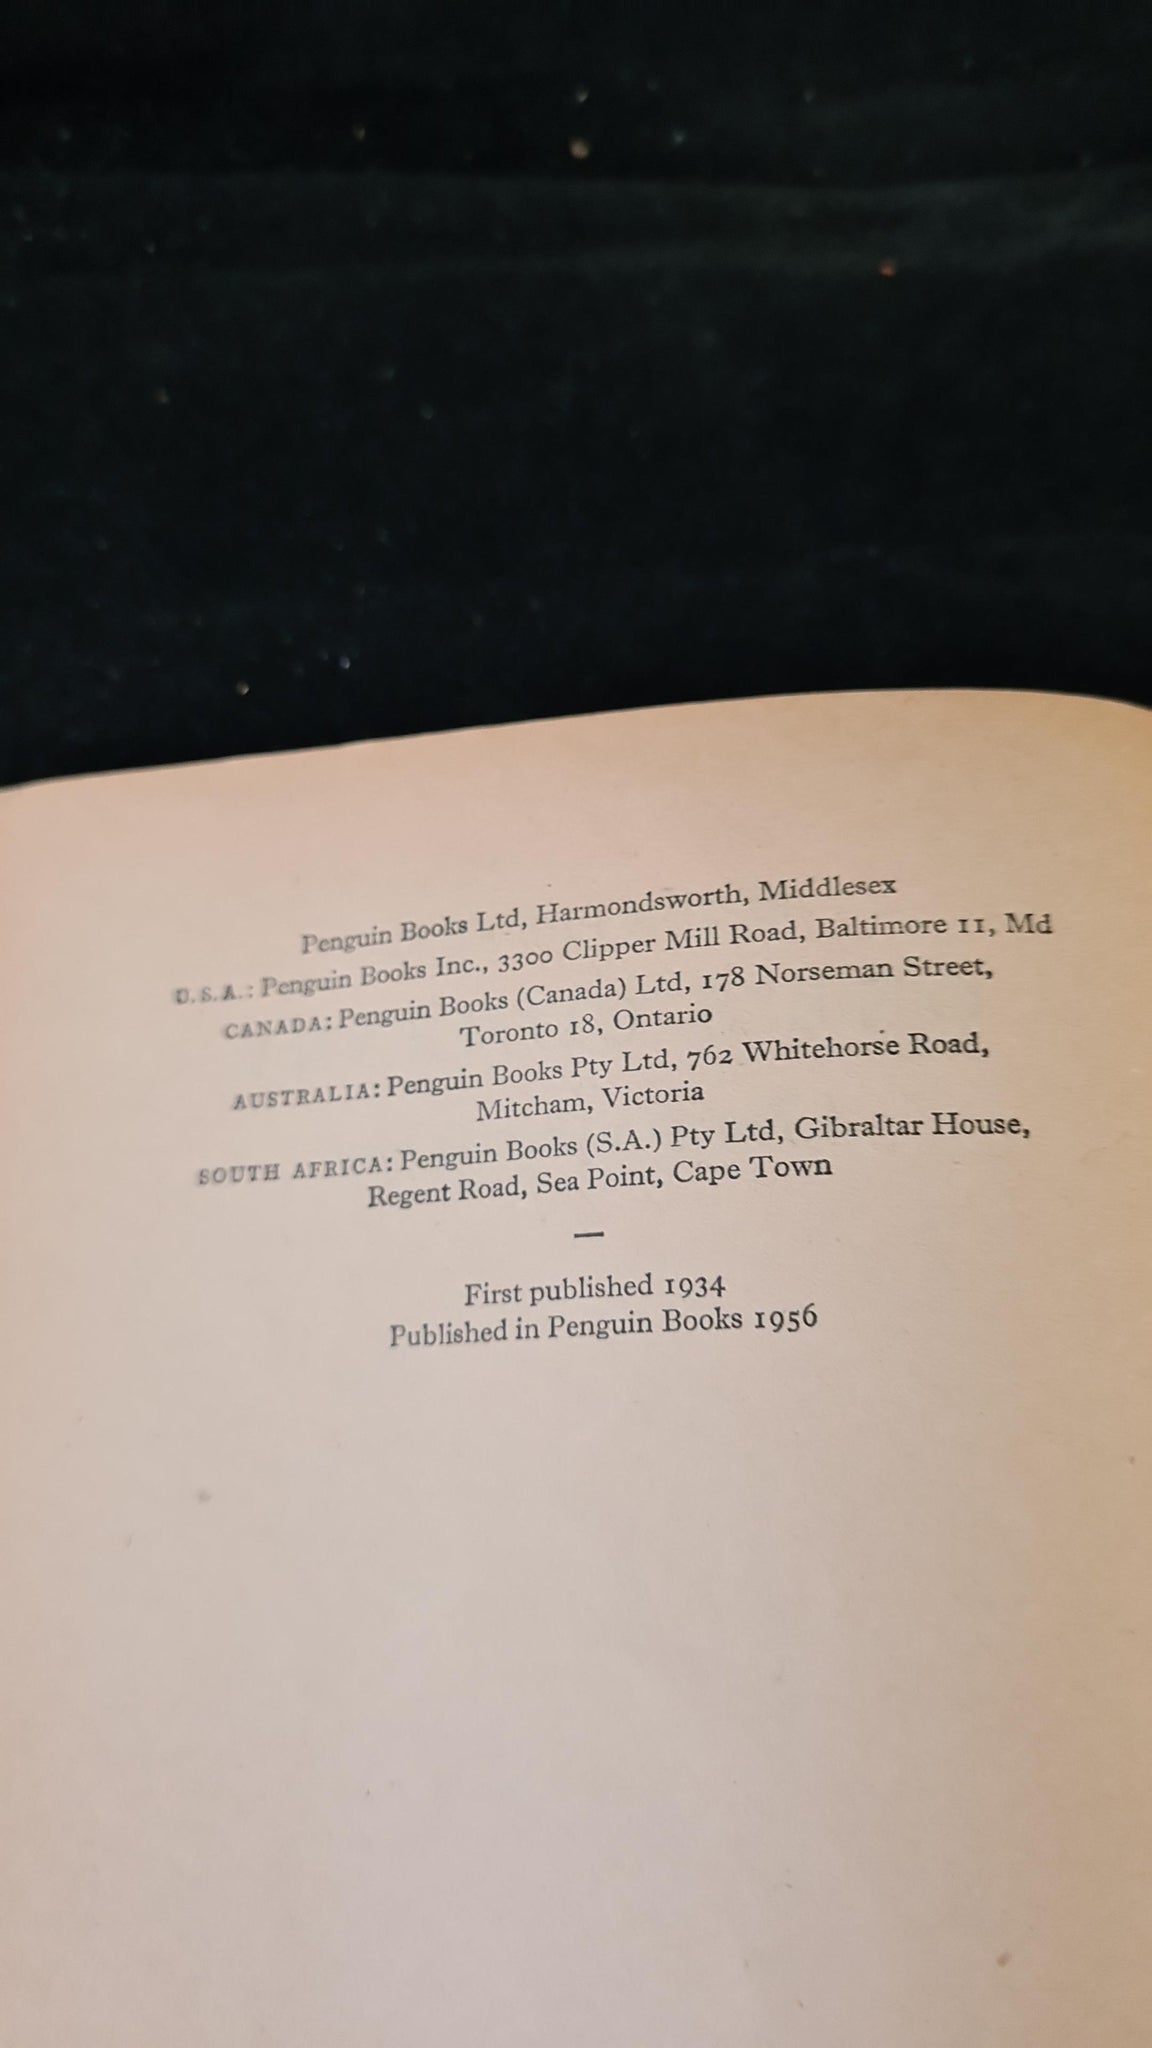 Penguin Books Ltd, Harmondsworth, Middlesex
U.S.A.: Penguin Books Inc., 3300 Clipper Mill Road, Baltimore 11, Md
CANADA: Penguin Books (Canada) Ltd, 178 Norseman Street,
Toronto 18, Ontario
AUSTRALIA: Penguin Books Pty Ltd, 762 Whitehorse Road,
Mitcham, Victoria
SOUTH AFRICA: Penguin Books (S.A.) Pty Ltd, Gibraltar House,
Regent Road, Sea Point, Cape Town
—
First published 1934
Published in Penguin Books 1956